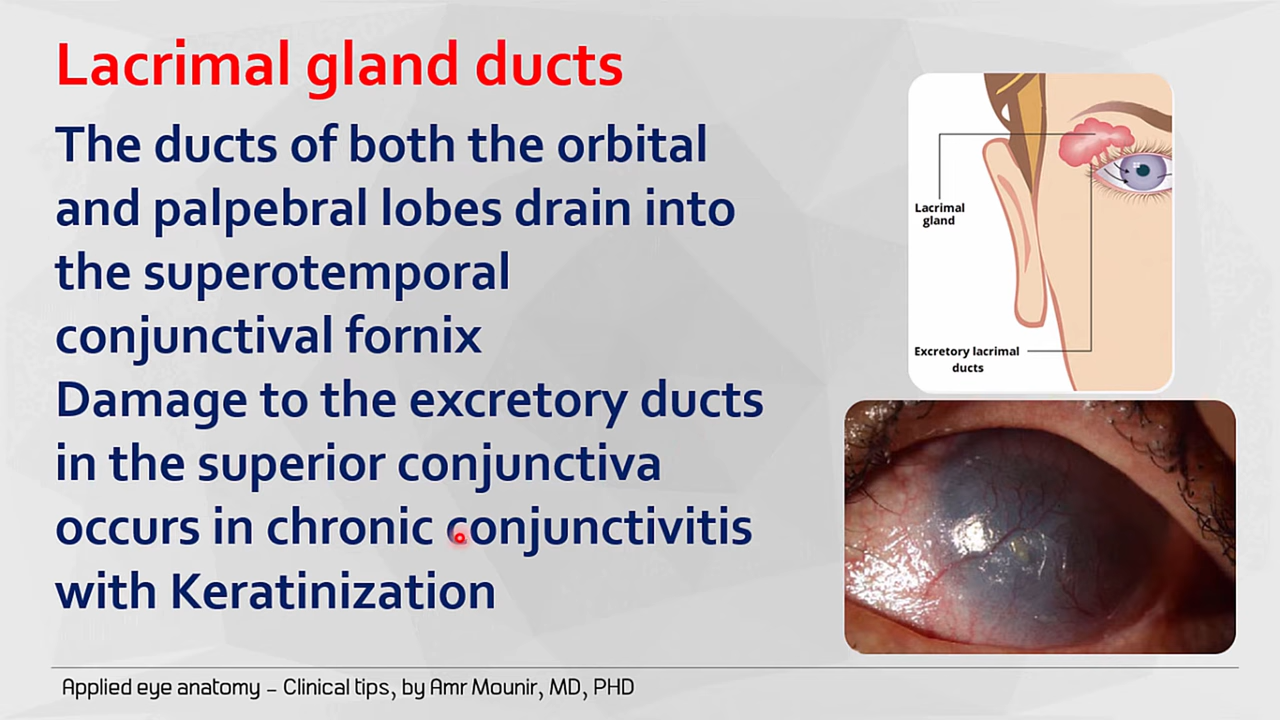 Lacrimal gland ducts
The ducts of both the orbital
and palpebral lobes drain into
the superotemporal
conjunctival fornix
Damage to the excretory ducts
in the superior conjunctiva
occurs in chronic conjunctivitis
with Keratinization
Lacrimal
gland
Excretory lacrimal
ducts
Applied eye anatomy – Clinical tips, by Amr Mounir, MD, PHD